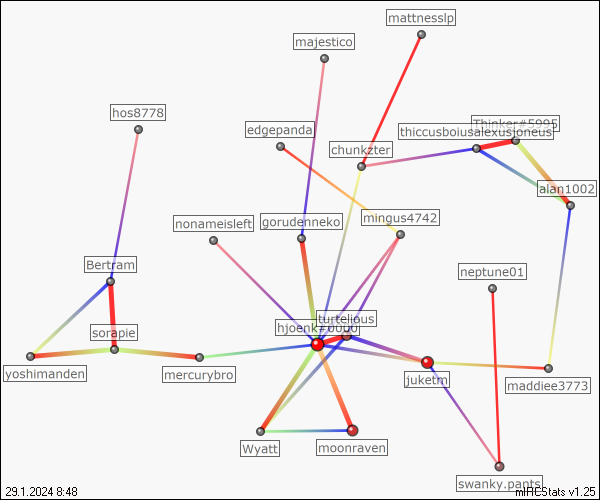 mattnesslp
majestico
hos8778
edgepanda
Thinker#5995
thiccusboiusalexusjoneus
chunkzter
alan1002
nonameisleft
gorudenneko
mingus4742
Bertram
neptune01
turtelious
hjoenk#0000
sorapie
yoshimanden
mercurybro
juketm
maddiee3773
Wyatt
moonraven
swanky.pants
29.1.2024 8:48
mIRCStats v1.25